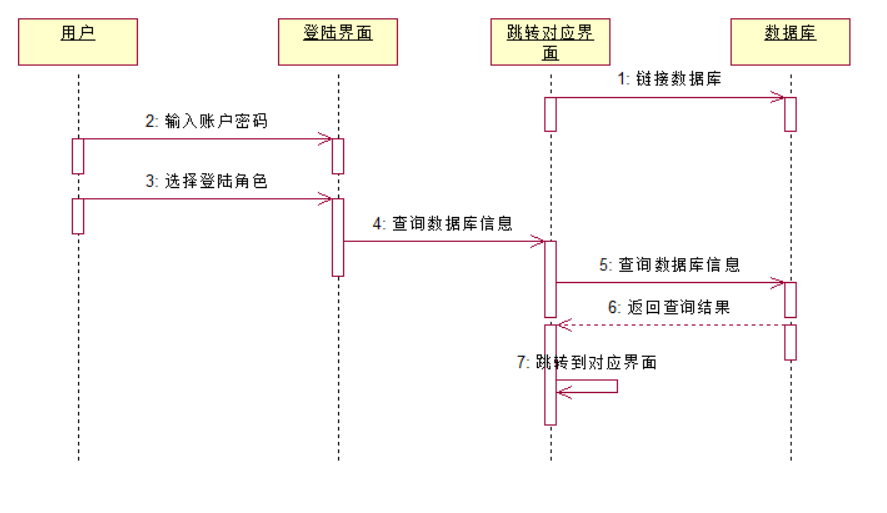 用户
登陆界面
跳转对应界
面
数据库
1: 链接数据库
2: 输入账户密码
3: 选择登陆角色
4: 查询数据库信息
5: 查询数据库信息
6: 返回查询结果
7: 跳转到对应界面